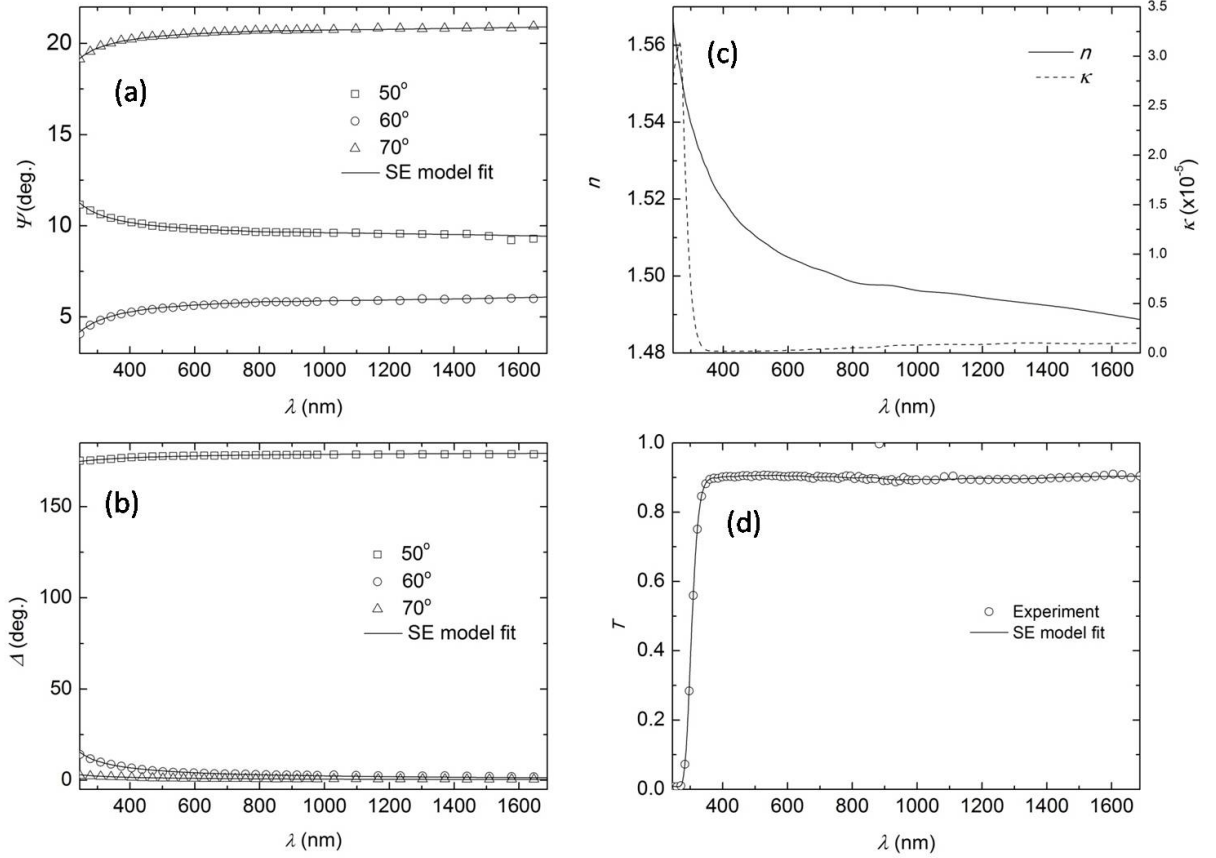 20
15
10
5
Ψ(deg.)
(a)
50°
60°
70°
SE model fit
400 600 800 1000 1200 1400 1600
λ (nm)
1.56
1.54
1.52
1.50
1.48
n
(c)
n
κ
3.5
3.0
2.5
2.0
1.5
1.0
0.5
0.0
κ (x10⁻⁵)
400 600 800 1000 1200 1400 1600
λ (nm)
150
100
50
0
Δ (deg.)
(b)
50°
60°
70°
SE model fit
400 600 800 1000 1200 1400 1600
λ (nm)
1.0
0.8
0.6
0.4
0.2
0.0
T
(d)
Experiment
SE model fit
400 600 800 1000 1200 1400 1600
λ (nm)